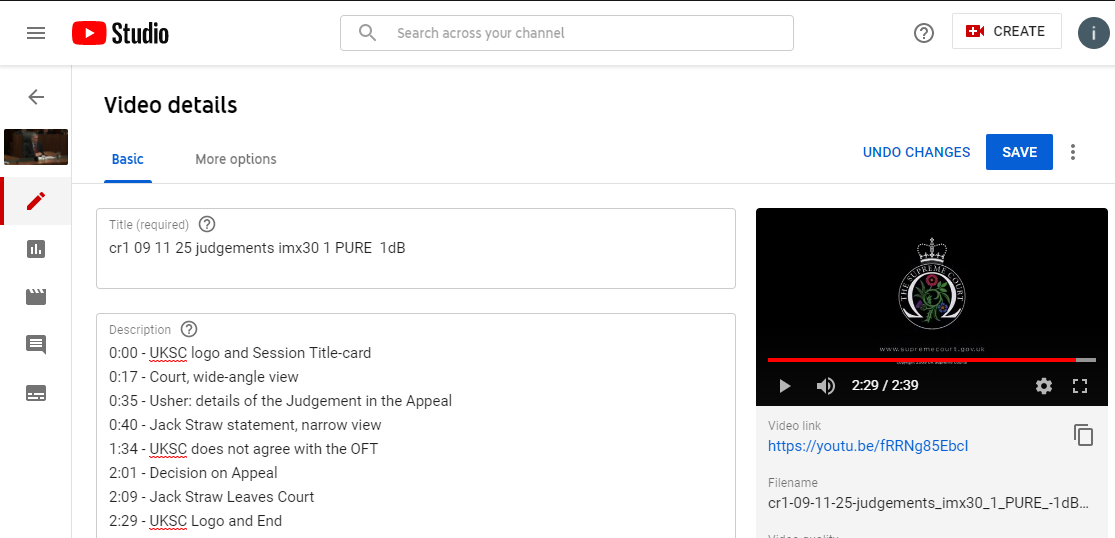 Studio
Search across your channel
CREATE
i
Video details
Basic
More options
UNDO CHANGES
SAVE
Title (required)
cr1 09 11 25 judgements imx30 1 PURE  1dB
Description
0:00 - UKSC logo and Session Title-card
0:17 - Court, wide-angle view
0:35 - Usher: details of the Judgement in the Appeal
0:40 - Jack Straw statement, narrow view
1:34 - UKSC does not agree with the OFT
2:01 - Decision on Appeal
2:09 - Jack Straw Leaves Court
2:29 - UKSC Logo and End
THE SUPREME COURT
www.supremecourt.gov.uk
2:29 / 2:39
Video link
https://youtu.be/fRRNg85EbcI
Filename
cr1-09-11-25-judgements_imx30_1_PURE_-1dB...
Video quality